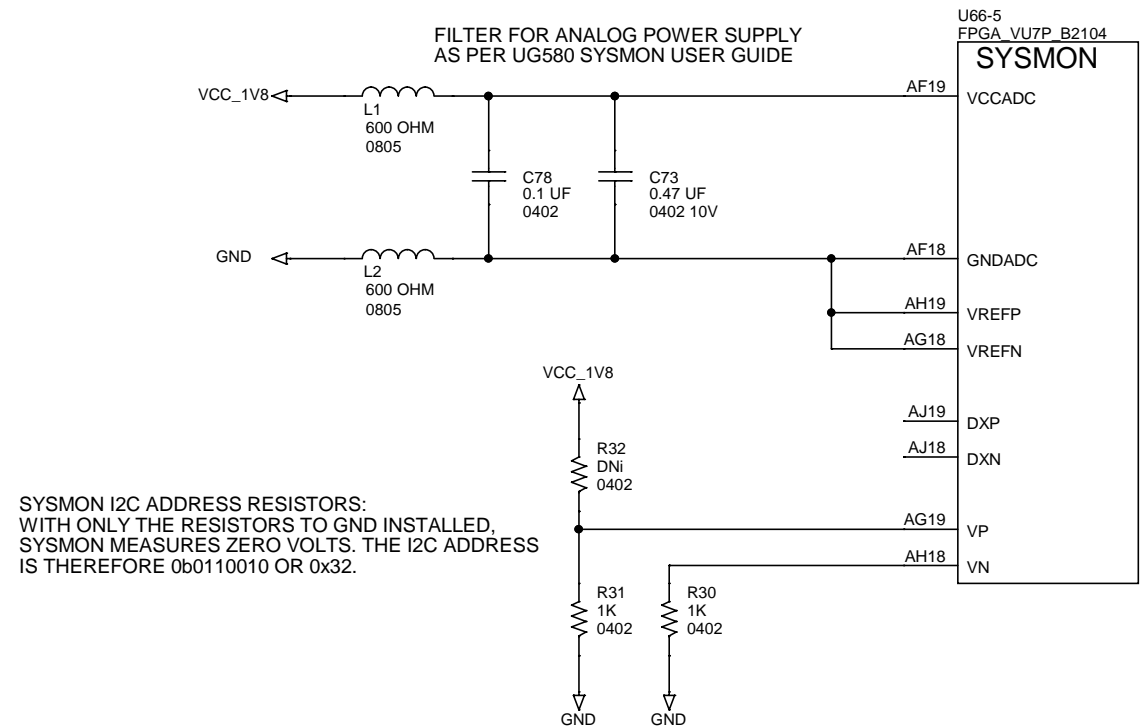 U66-5
FPGA_VU7P_B2104
FILTER FOR ANALOG POWER SUPPLY
AS PER UG580 SYSMON USER GUIDE
SYSMON
VCC_1V8
AF19
VCCADC
L1
600 OHM
0805
C78
0.1 UF
0402
C73
0.47 UF
0402 10V
GND
AF18
GNDADC
L2
600 OHM
0805
AH19
VREFP
AG18
VREFN
VCC_1V8
AJ19
DXP
AJ18
DXN
R32
DNi
0402
SYSMON I2C ADDRESS RESISTORS:
WITH ONLY THE RESISTORS TO GND INSTALLED,
SYSMON MEASURES ZERO VOLTS. THE I2C ADDRESS
IS THEREFORE 0b0110010 OR 0x32.
AG19
VP
AH18
VN
R31
1K
0402
R30
1K
0402
GND
GND